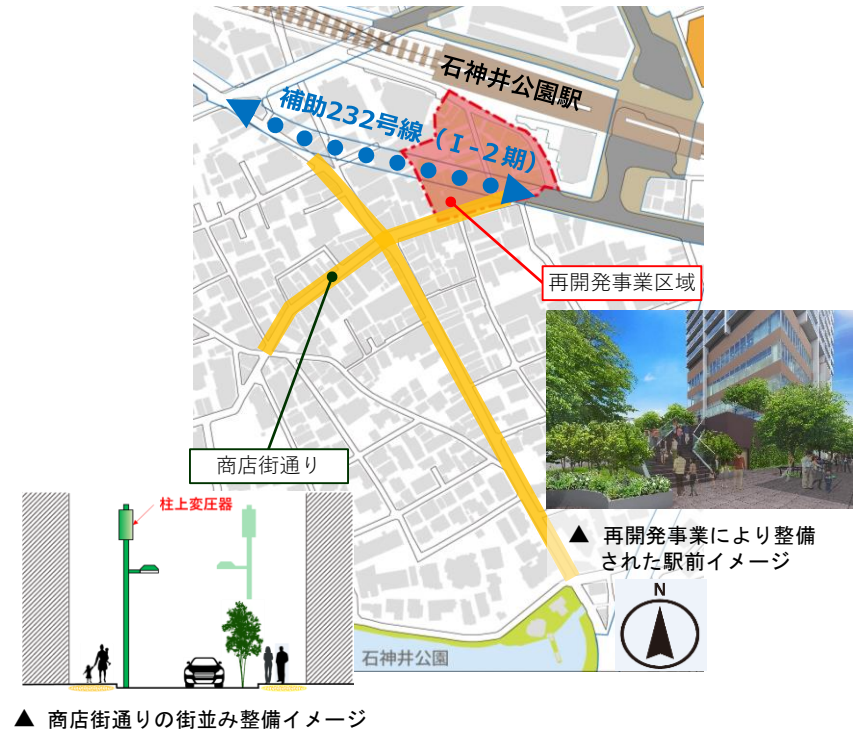 石神井公園駅
補助232号線（Ⅰ-２期）
再開発事業区域
商店街通り
柱上変圧器
▲ 再開発事業により整備
された駅前イメージ
N
石神井公園
▲ 商店街通りの街並み整備イメージ